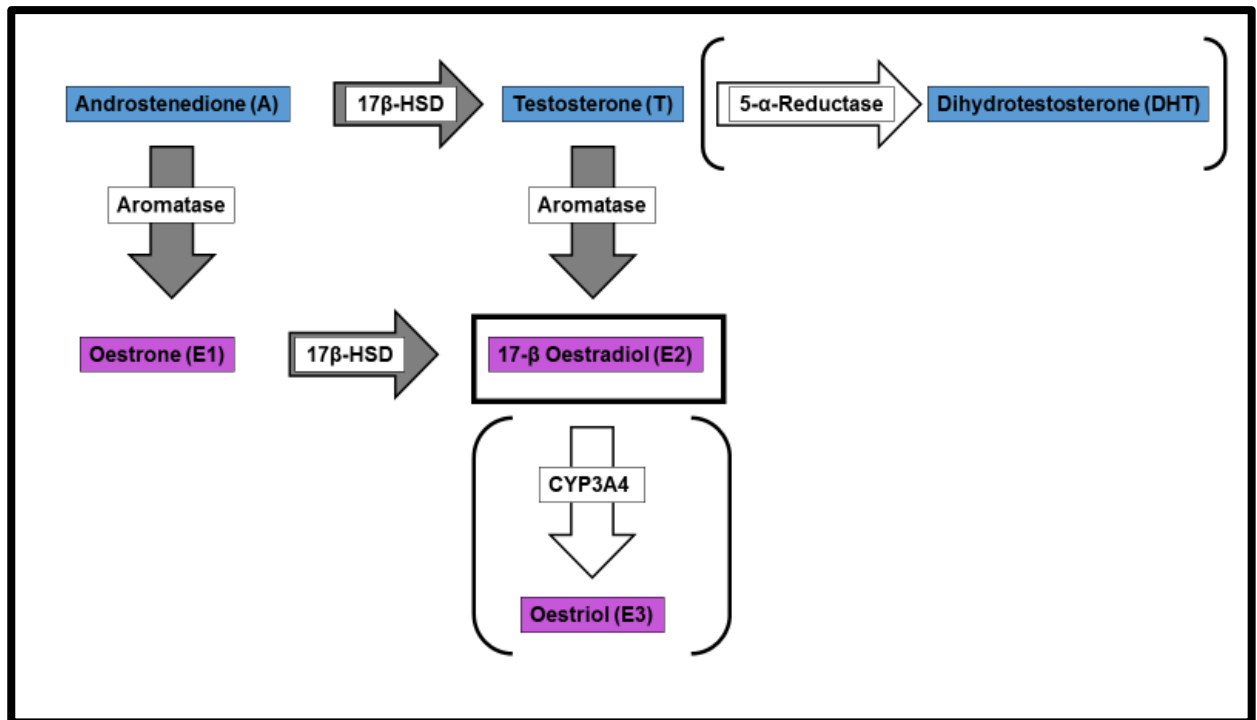 Androstenedione (A)
17β-HSD
Testosterone (T)
5-α-Reductase
Dihydrotestosterone (DHT)
Aromatase
Aromatase
Oestrone (E1)
17β-HSD
17-β Oestradiol (E2)
CYP3A4
Oestriol (E3)